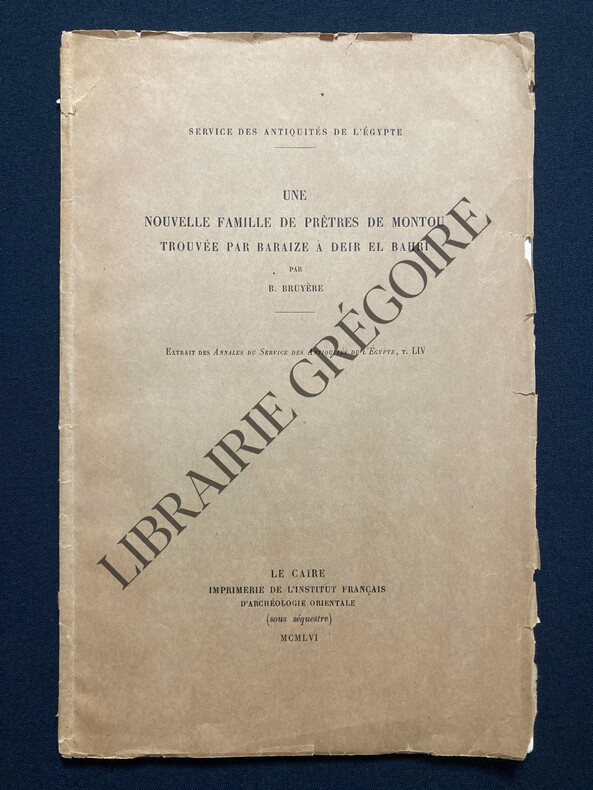 SERVICE DES ANTIQUITÉS DE L'ÉGYPTE
UNE
NOUVELLE FAMILLE DE PRÊTRES DE MONTOU
TROUVÉE PAR BARAIZE À DEIR EL BAHRI
PAR
B. BRUYÈRE
EXTRAIT DES ANNALES DU SERVICE DES ANTIQUITÉS DE L'ÉGYPTE, T. LIV
LE CAIRE
IMPRIMERIE DE L'INSTITUT FRANÇAIS
D'ARCHÉOLOGIE ORIENTALE
(sous séquestre)
MCMLVI
LIBRAIRIE GRÉGOIRE